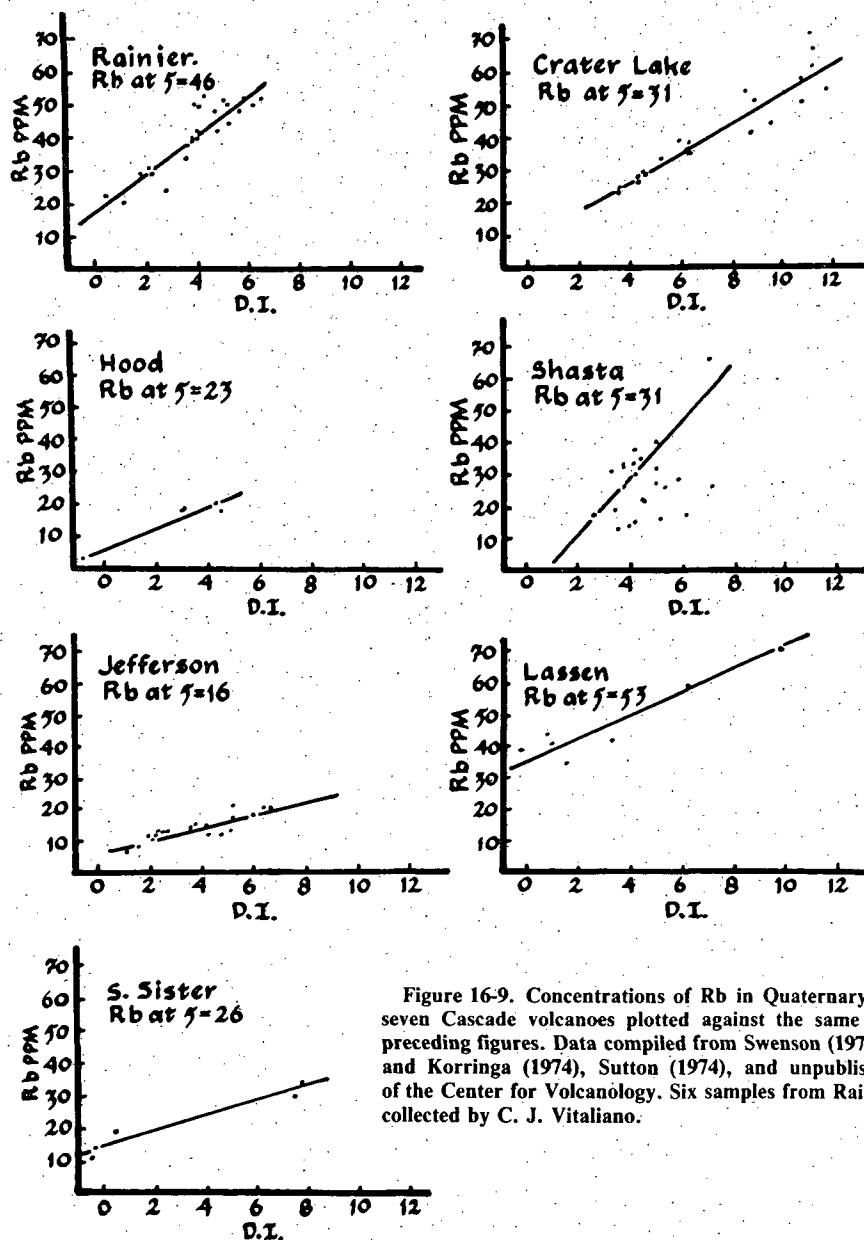 Rainier.
Rb at 5=46
Rb PPM
70
60
50
40
30
20
10
0 2 4 6 8 10 12
D.I.
Crater Lake
Rb at 5=31
Rb PPM
70
60
50
40
30
20
10
0 2 4 6 8 10 12
D.I.
Hood
Rb at 5=23
Rb PPM
70
60
50
40
30
20
10
0 2 4 6 8 10 12
D.I.
Shasta
Rb at 5=31
Rb PPM
70
60
50
40
30
20
10
0 2 4 6 8 10 12
D.I.
Jefferson
Rb at 5=16
Rb PPM
70
60
50
40
30
20
10
0 2 4 6 8 10 12
D.I.
Lassen
Rb at 5=53
Rb PPM
70
60
50
40
30
20
10
0 2 4 6 8 10 12
D.I.
S. Sister
Rb at 5=26
Rb PPM
70
60
50
40
30
20
10
0 2 4 6 8 10 12
D.I.
Figure 16-9. Concentrations of Rb in Quaternary
seven Cascade volcanoes plotted against the same
preceding figures. Data compiled from Swenson (197
and Korringa (1974), Sutton (1974), and unpublis
of the Center for Volcanology. Six samples from Rai
collected by C. J. Vitaliano.